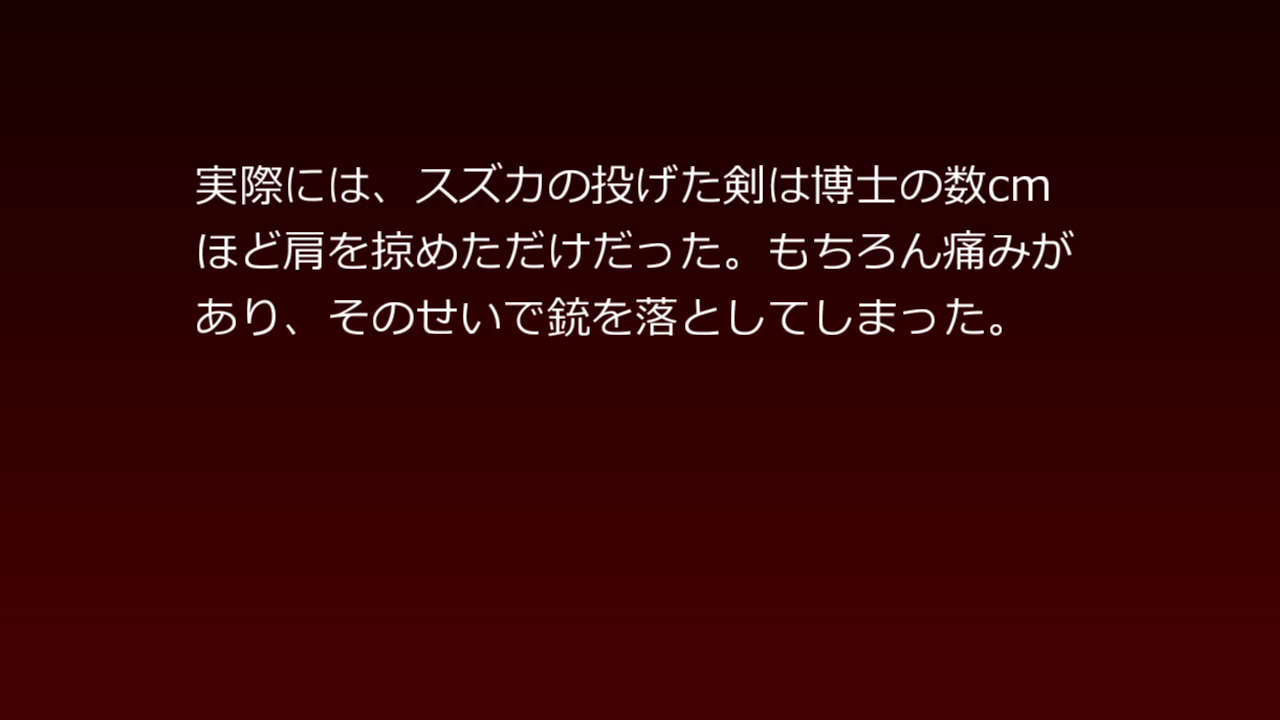 実際には、スズカの投げた剣は博士の数cm
ほど肩を掠めただけだった。もちろん痛みが
あり、そのせいで銃を落としてしまった。